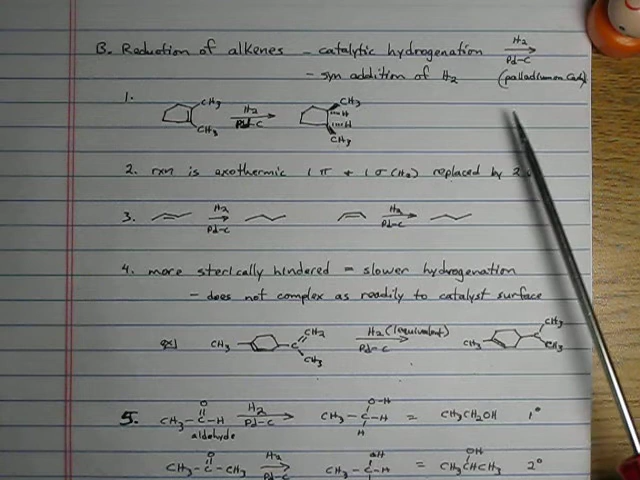 B. Reduction of alkenes - catalytic hydrogenation H2 Pd-C
- syn addition of H2 (palladium on
1. CH3 CH3 H2 Pd-C CH3 H H CH3
2. rxn is exothermic 1 π + 1 σ (H2) replaced by 2
3. H2 Pd-C H2 Pd-C
4. more sterically hindered = slower hydrogenation
- does not complex as readily to catalyst surface
ex) CH3 C CH2 CH3 H2 (1 equivalent) Pd-C CH3 CH3 CH3
5. CH3-C-H O H2 Pd-C O-H CH3-C-H H = CH3CH2OH 1°
aldehyde
CH3-C-CH3 O H2 Pd-C OH CH3-C-H = OH CH3CHCH3 2°